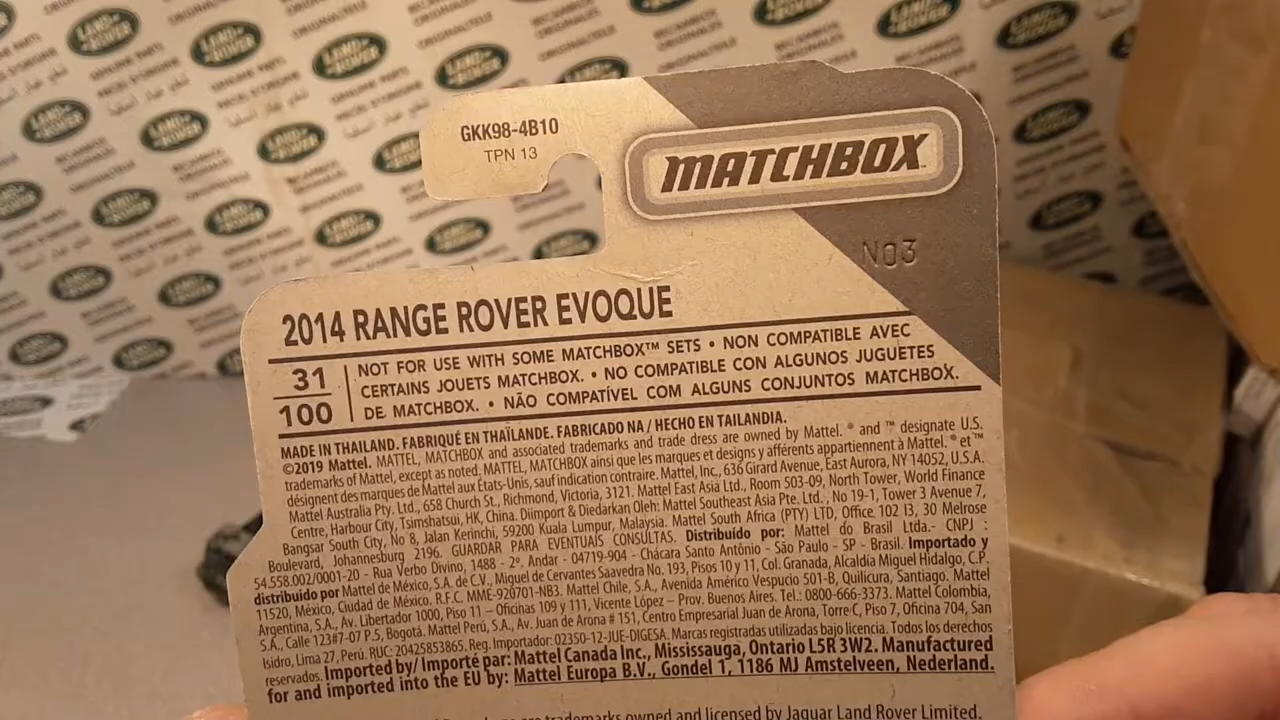 GKK98-4B10
TPN 13
MATCHBOX
N03
2014 RANGE ROVER EVOQUE
31
100
NOT FOR USE WITH SOME MATCHBOX™ SETS • NON COMPATIBLE AVEC
CERTAINS JOUETS MATCHBOX. • NO COMPATIBLE CON ALGUNOS JUGUETES
DE MATCHBOX. • NÃO COMPATÍVEL COM ALGUNS CONJUNTOS MATCHBOX.
MADE IN THAILAND. FABRIQUÉ EN THAÏLANDE. FABRICADO NA / HECHO EN TAILANDIA.
©2019 Mattel. MATTEL, MATCHBOX and associated trademarks and trade dress are owned by Mattel. ® and ™ designate U.S.
trademarks of Mattel, except as noted. MATTEL, MATCHBOX ainsi que les marques et designs y afférents appartiennent à Mattel. ® et ™
désignent des marques de Mattel aux États-Unis, sauf indication contraire. Mattel, Inc., 636 Girard Avenue, East Aurora, NY 14052, U.S.A.
Mattel Australia Pty. Ltd., 658 Church St., Richmond, Victoria, 3121. Mattel East Asia Ltd., Room 503-09, North Tower, World Finance
Centre, Harbour City, Tsimshatsui, HK, China. Diimport & Diedarkan Oleh: Mattel Southeast Asia Pte. Ltd., No 19-1, Tower 3 Avenue 7,
Bangsar South City, No 8, Jalan Kerinchi, 59200 Kuala Lumpur, Malaysia. Mattel South Africa (PTY) LTD, Office 102 I3, 30 Melrose
Boulevard, Johannesburg 2196. GUARDAR PARA EVENTUAIS CONSULTAS. Distribuído por: Mattel do Brasil Ltda.- CNPJ :
54.558.002/0001-20 - Rua Verbo Divino, 1488 - 2º. Andar - 04719-904 - Chácara Santo Antônio - São Paulo - SP - Brasil. Importado y
distribuido por Mattel de México, S.A. de C.V., Miguel de Cervantes Saavedra No. 193, Pisos 10 y 11, Col. Granada, Alcaldía Miguel Hidalgo, C.P.
11520, México, Ciudad de México. R.F.C. MME-920701-NB3. Mattel Chile, S.A., Avenida Américo Vespucio 501-B, Quilicura, Santiago. Mattel
Argentina, S.A., Av. Libertador 1000, Piso 11 – Oficinas 109 y 111, Vicente López – Prov. Buenos Aires. Tel.: 0800-666-3373. Mattel Colombia,
S.A., Calle 123#7-07 P.5, Bogotá. Mattel Perú, S.A., Av. Juan de Arona # 151, Centro Empresarial Juan de Arona, Torre C, Piso 7, Oficina 704, San
Isidro, Lima 27, Perú. RUC: 20425853865. Reg. Importador: 02350-12-JUE-DIGESA. Marcas registradas utilizadas bajo licencia. Todos los derechos
reservados. Imported by/ Importé par: Mattel Canada Inc., Mississauga, Ontario L5R 3W2. Manufactured
for and imported into the EU by: Mattel Europa B.V., Gondel 1, 1186 MJ Amstelveen, Nederland.
are trademarks owned and licensed by Jaguar Land Rover Limited.
LAND ROVER